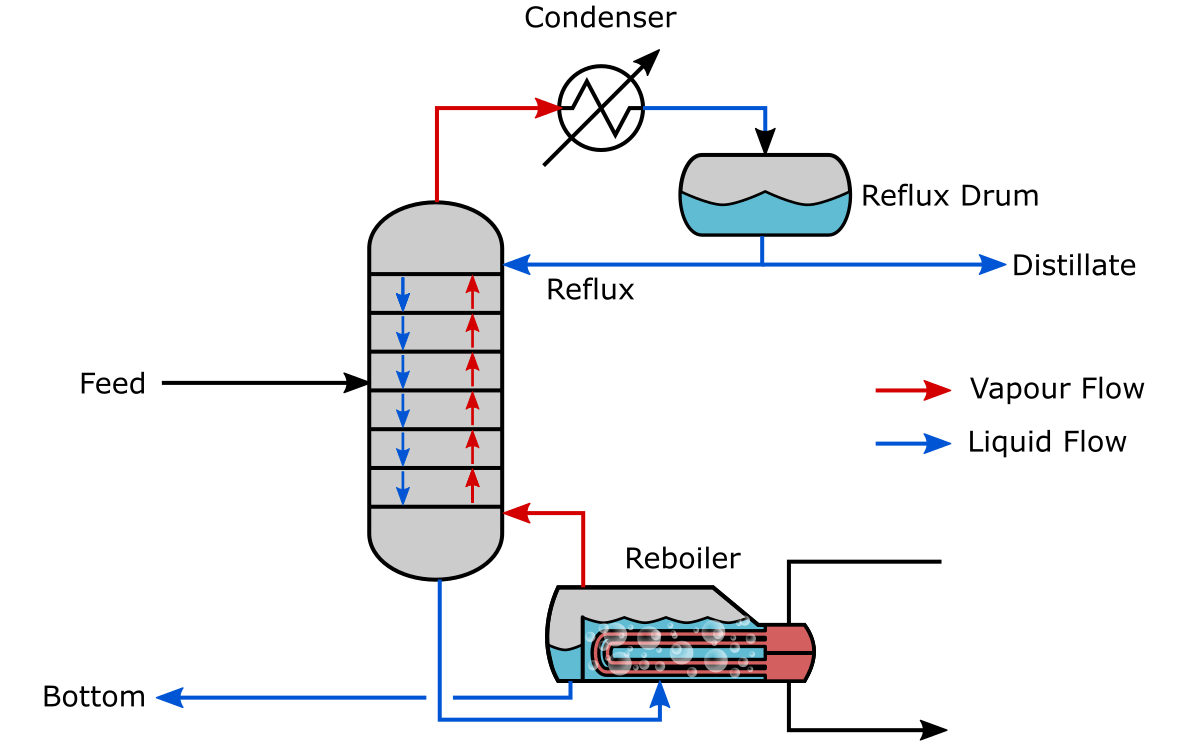 Condenser
Reflux Drum
Distillate
Reflux
Feed
Vapour Flow
Liquid Flow
Reboiler
Bottom